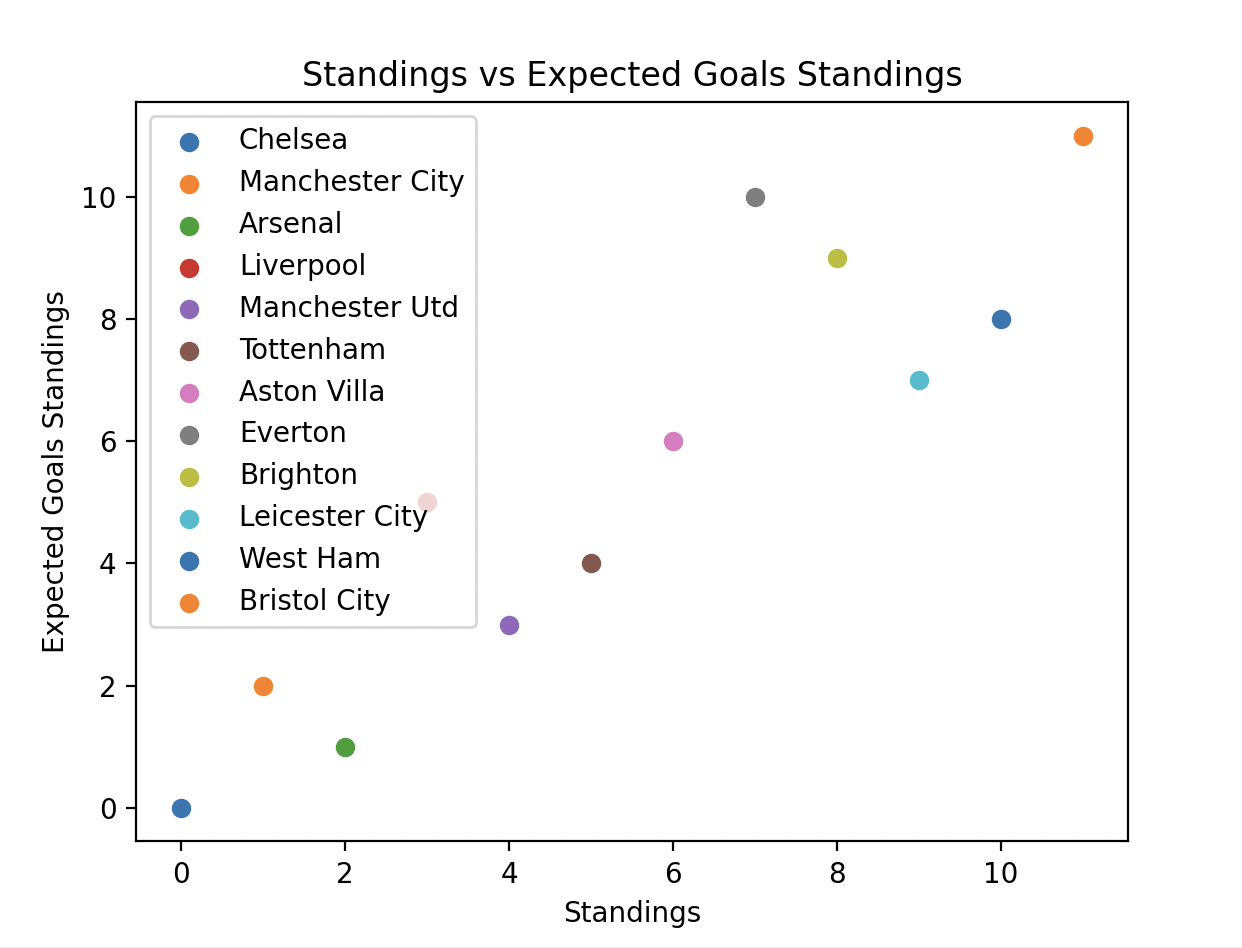 Standings vs Expected Goals Standings
Chelsea
Manchester City
Arsenal
Liverpool
Manchester Utd
Tottenham
Aston Villa
Everton
Brighton
Leicester City
West Ham
Bristol City
Expected Goals Standings
10
8
6
4
2
0
0 2 4 6 8 10
Standings